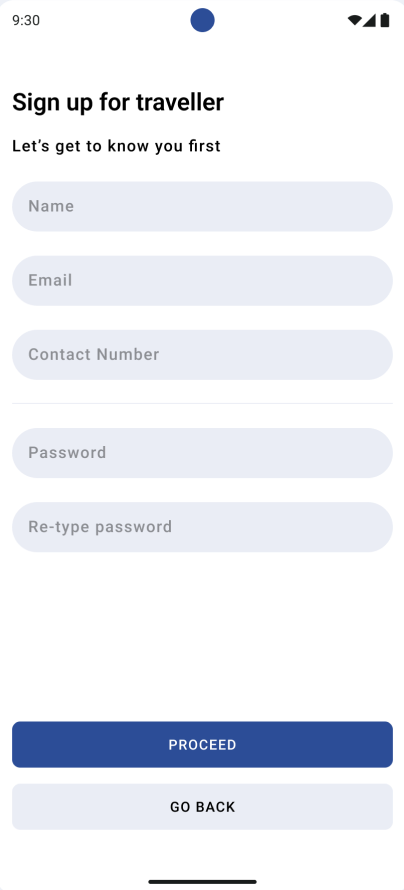 9:30
Sign up for traveller
Let’s get to know you first
Name
Email
Contact Number
Password
Re-type password
PROCEED
GO BACK